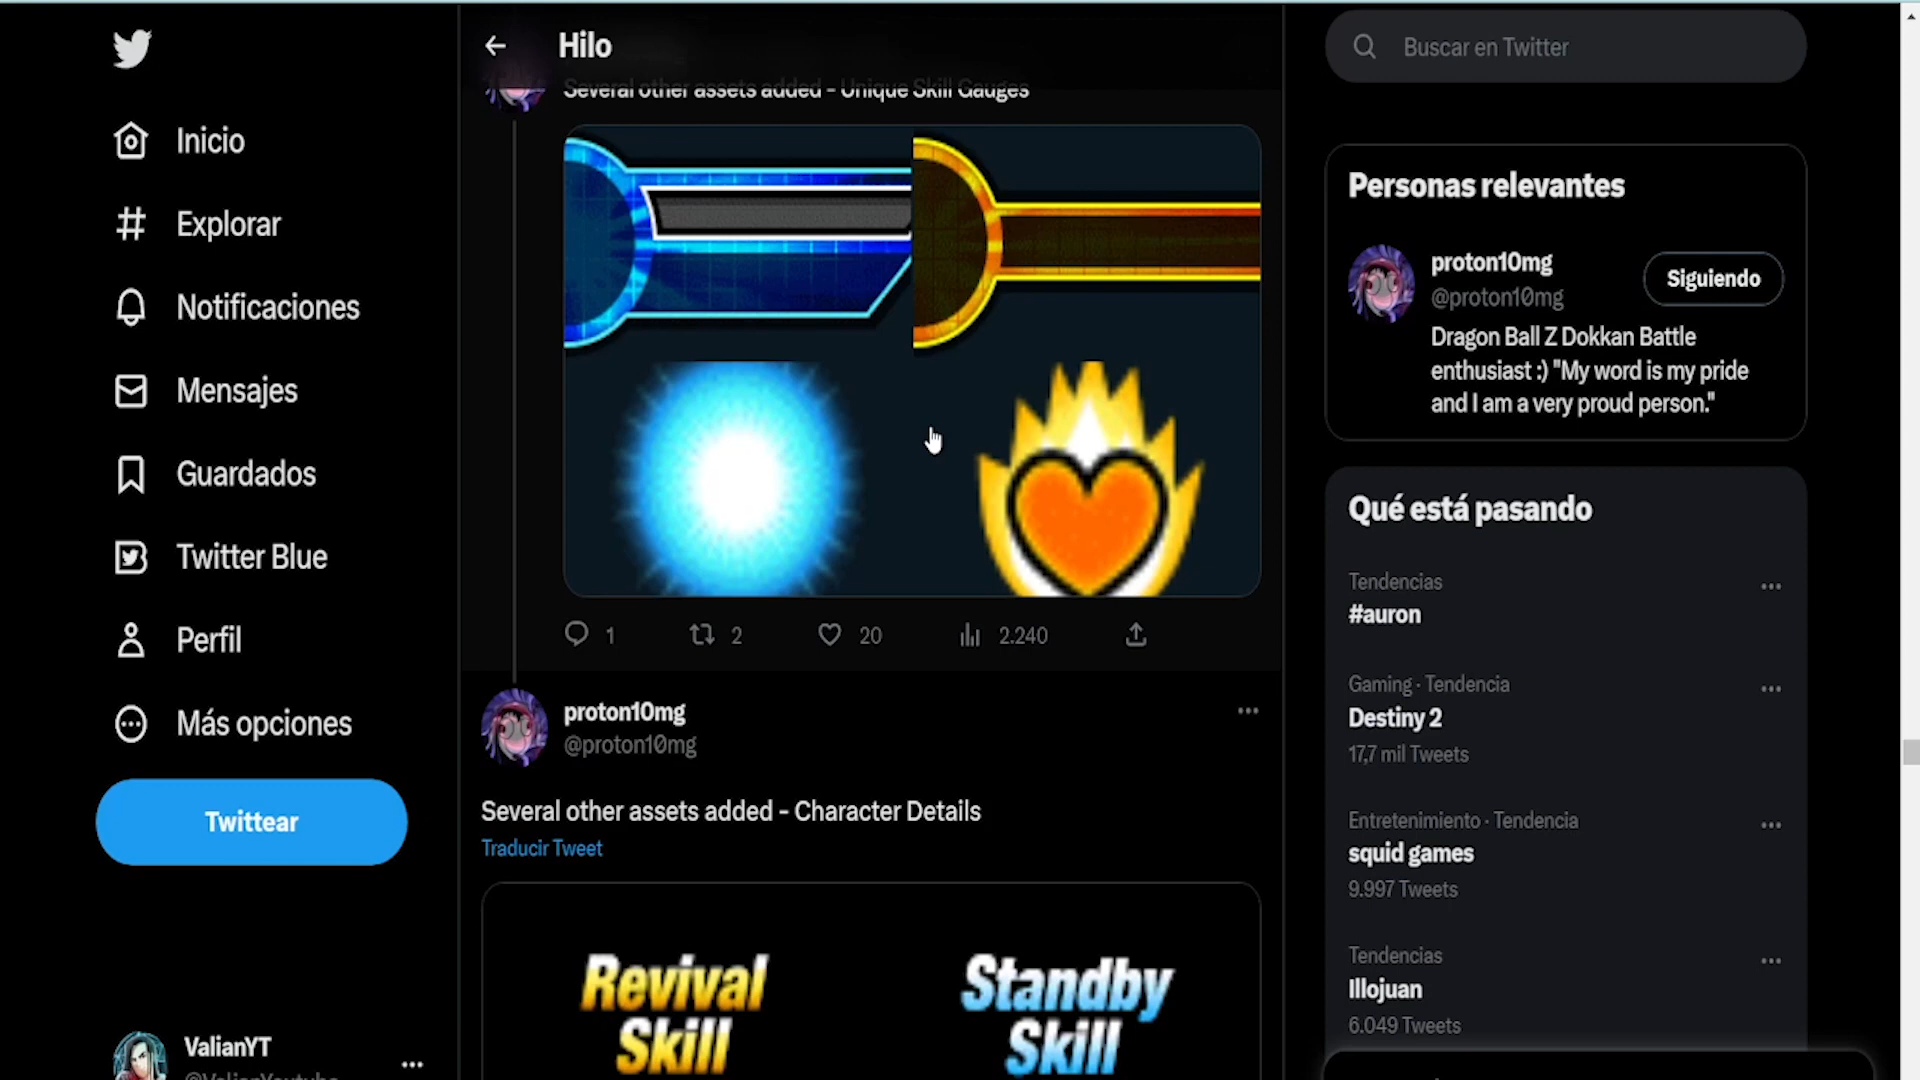 Hilo
Several other assets added - Unique Skill Gauges
Buscar en Twitter
Inicio
Explorar
Notificaciones
Mensajes
Guardados
Twitter Blue
Perfil
Más opciones
Twittear
ValianYT
@ValianYoutube
1
2
20
2.240
proton10mg
@proton10mg
Several other assets added - Character Details
Traducir Tweet
Revival
Skill
Standby
Skill
Personas relevantes
proton10mg
@proton10mg
Siguiendo
Dragon Ball Z Dokkan Battle
enthusiast :) "My word is my pride
and I am a very proud person."
Qué está pasando
Tendencias
#auron
Gaming · Tendencia
Destiny 2
17,7 mil Tweets
Entretenimiento · Tendencia
squid games
9.997 Tweets
Tendencias
Illojuan
6.049 Tweets